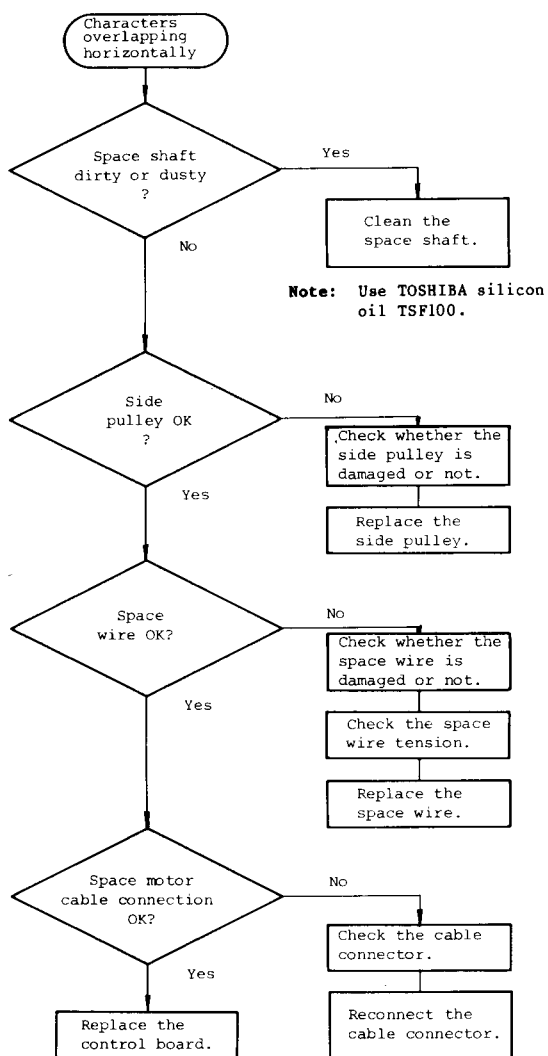 Characters
overlapping
horizontally
Space shaft
dirty or dusty
?
Yes
Clean the
space shaft.
No
Note: Use TOSHIBA silicon
oil TSF100.
Side
pulley OK
?
No
Check whether the
side pulley is
damaged or not.
Yes
Replace the
side pulley.
Space
wire OK?
No
Check whether the
space wire is
damaged or not.
Yes
Check the space
wire tension.
Replace the
space wire.
Space motor
cable connection
OK?
No
Check the cable
connector.
Yes
Replace the
control board.
Reconnect the
cable connector.